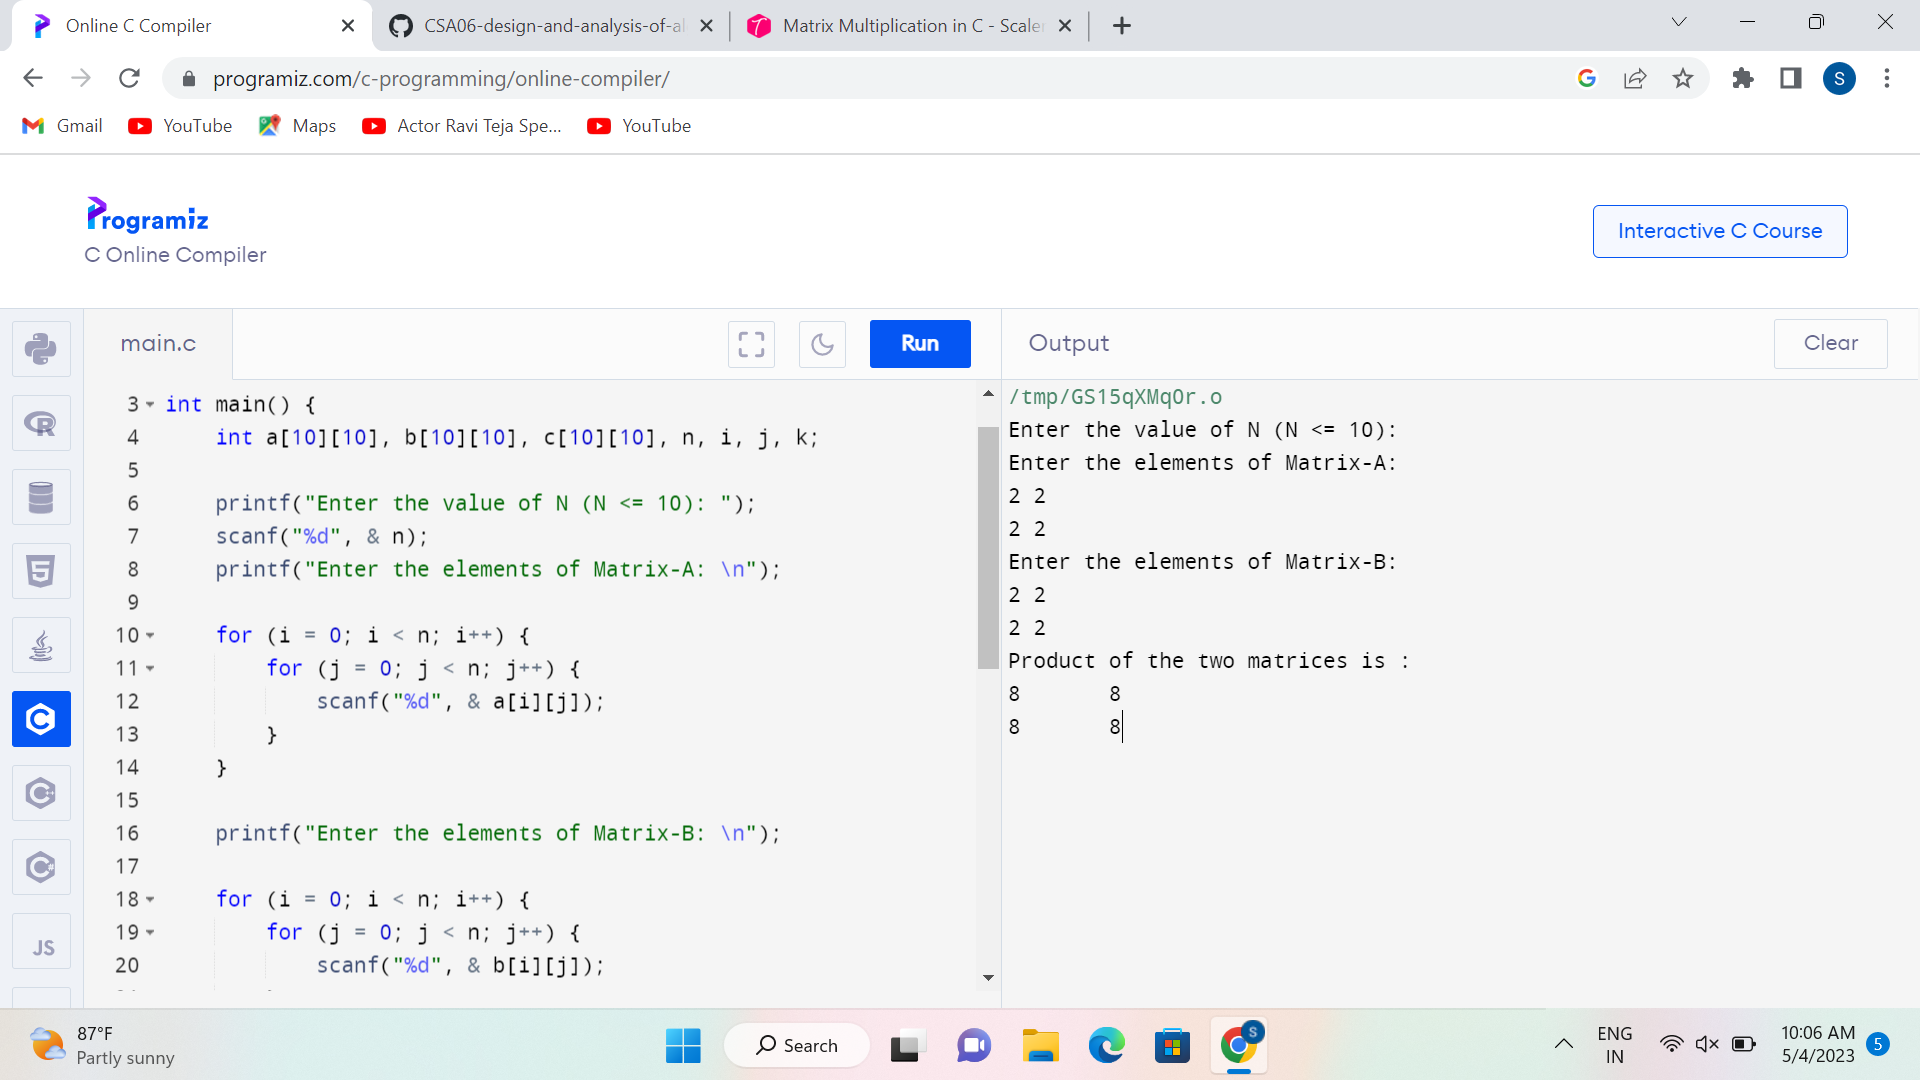 Online C Compiler
CSA06-design-and-analysis-of-al
Matrix Multiplication in C - Scaler
programiz.com/c-programming/online-compiler/
S
Gmail
YouTube
Maps
Actor Ravi Teja Spe...
YouTube
Programiz
C Online Compiler
Interactive C Course
main.c
Run
Output
Clear
3 int main() {
4 int a[10][10], b[10][10], c[10][10], n, i, j, k;
5
6 printf("Enter the value of N (N <= 10): ");
7 scanf("%d", & n);
8 printf("Enter the elements of Matrix-A: \n");
9
10 for (i = 0; i < n; i++) {
11 for (j = 0; j < n; j++) {
12 scanf("%d", & a[i][j]);
13 }
14 }
15
16 printf("Enter the elements of Matrix-B: \n");
17
18 for (i = 0; i < n; i++) {
19 for (j = 0; j < n; j++) {
20 scanf("%d", & b[i][j]);
/tmp/GS15qXMqOr.o
Enter the value of N (N <= 10):
Enter the elements of Matrix-A:
2 2
2 2
Enter the elements of Matrix-B:
2 2
2 2
Product of the two matrices is :
8 8
8 8
JS
87°F
Partly sunny
Search
S
ENG
IN
10:06 AM
5/4/2023
5